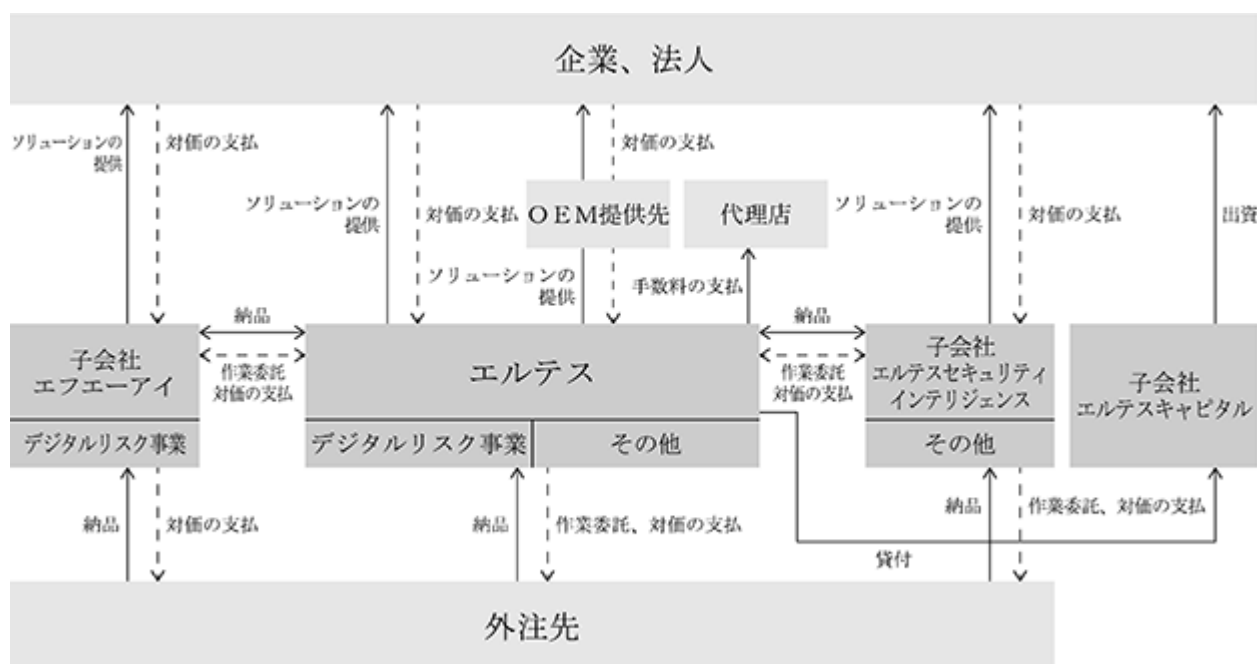 企業、法人
ソリューションの
提供
対価の支払
ソリューションの
提供
対価の支払
対価の支払
ＯＥＭ提供先
ソリューションの
提供
代理店
手数料の支払
ソリューションの
提供
対価の支払
出資
納品
作業委託
対価の支払
納品
作業委託
対価の支払
子会社
エフエーアイ
デジタルリスク事業
エルテス
デジタルリスク事業
その他
子会社
エルテスセキュリティ
インテリジェンス
その他
子会社
エルテスキャピタル
納品
対価の支払
納品
作業委託、対価の支払
納品
作業委託、対価の支払
貸付
外注先